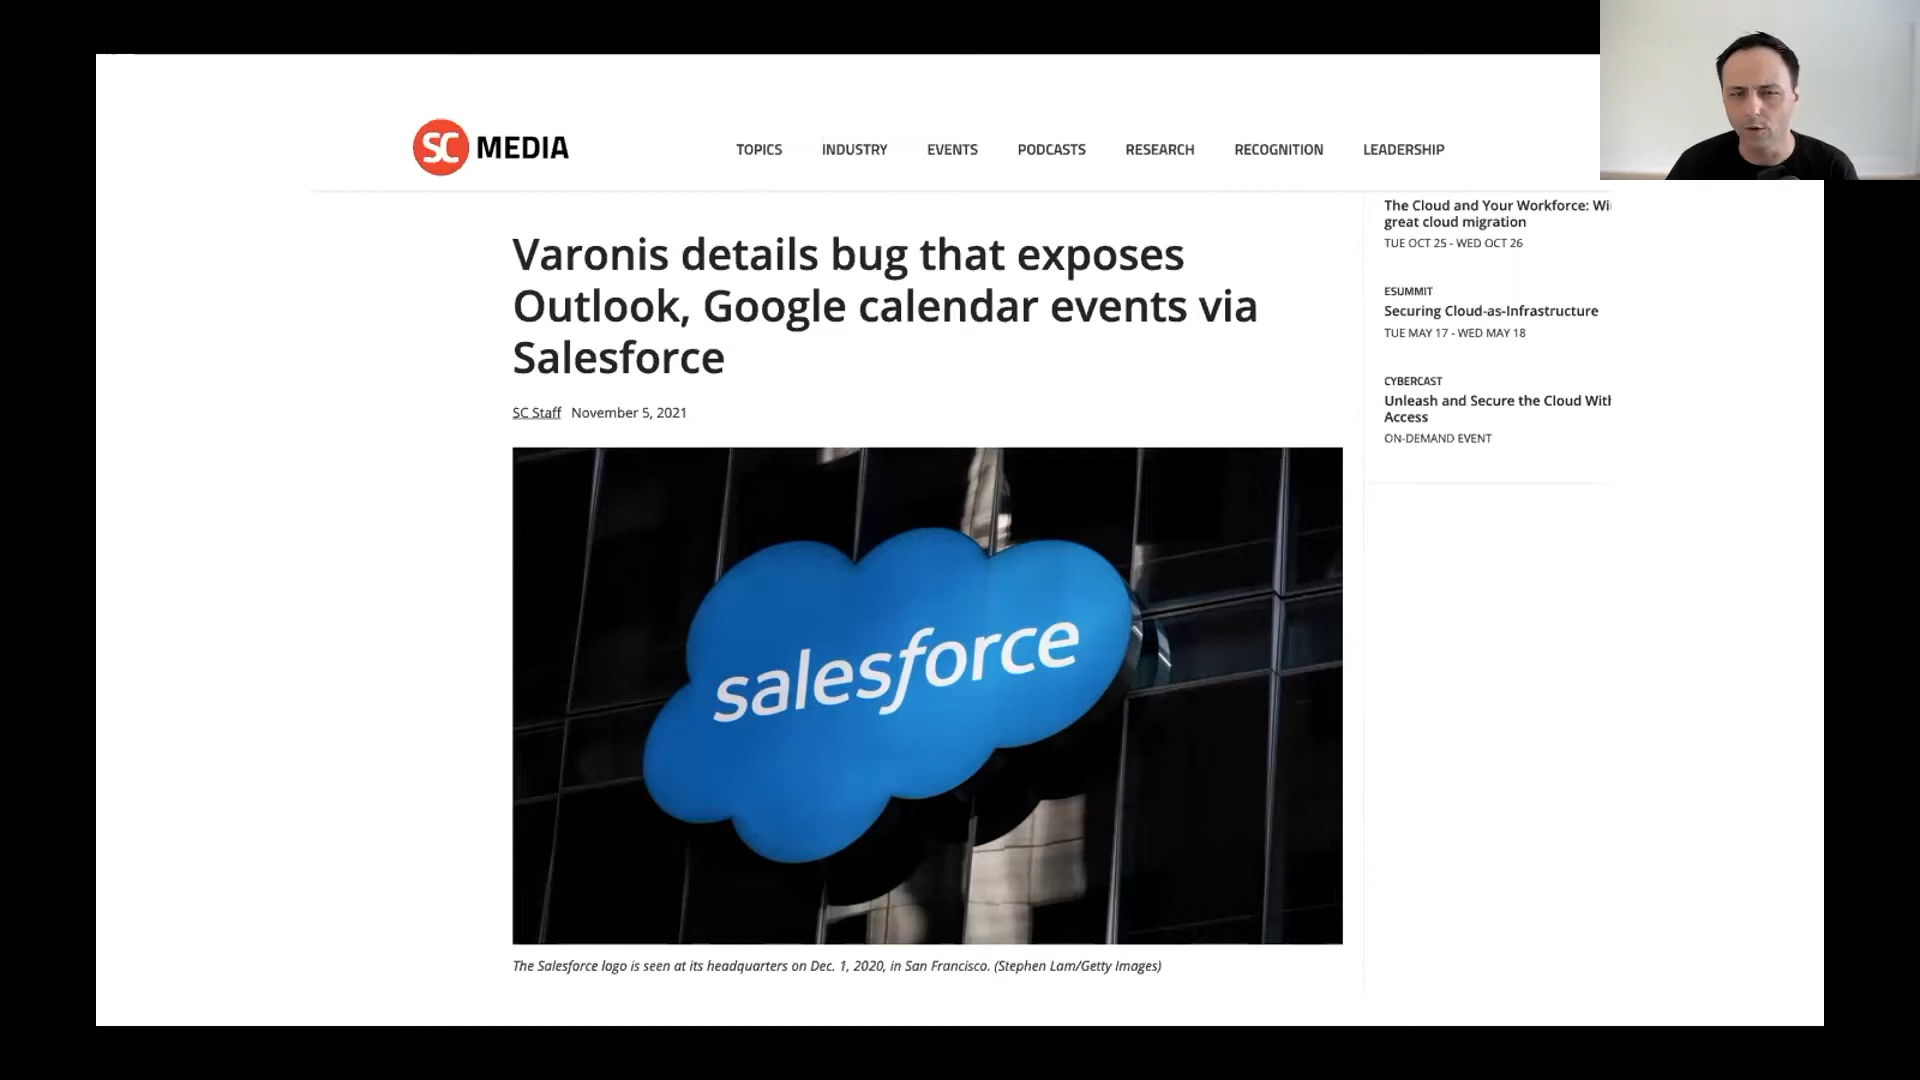 SC MEDIA
TOPICS INDUSTRY EVENTS PODCASTS RESEARCH RECOGNITION LEADERSHIP
Varonis details bug that exposes
Outlook, Google calendar events via
Salesforce
SC Staff November 5, 2021
salesforce
The Salesforce logo is seen at its headquarters on Dec. 1, 2020, in San Francisco. (Stephen Lam/Getty Images)
The Cloud and Your Workforce:
great cloud migration
TUE OCT 25 - WED OCT 26
ESUMMIT
Securing Cloud-as-Infrastructure
TUE MAY 17 - WED MAY 18
CYBERCAST
Unleash and Secure the Cloud With
Access
ON-DEMAND EVENT